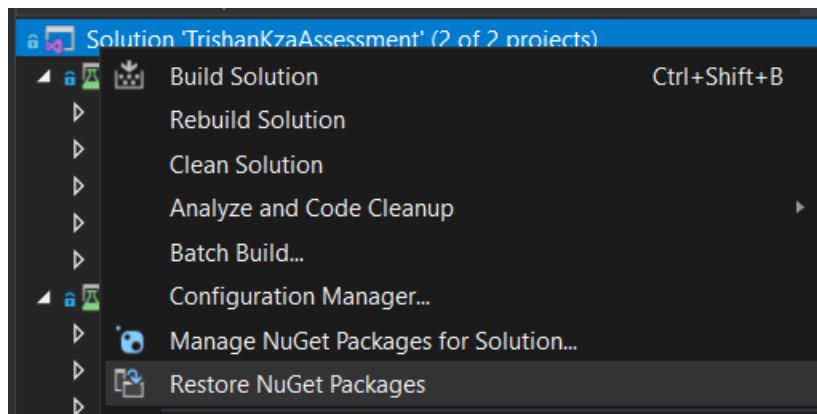 Solution 'TrishanKzaAssessment' (2 of 2 projects)
Build Solution Ctrl+Shift+B
Rebuild Solution
Clean Solution
Analyze and Code Cleanup
Batch Build...
Configuration Manager...
Manage NuGet Packages for Solution...
Restore NuGet Packages